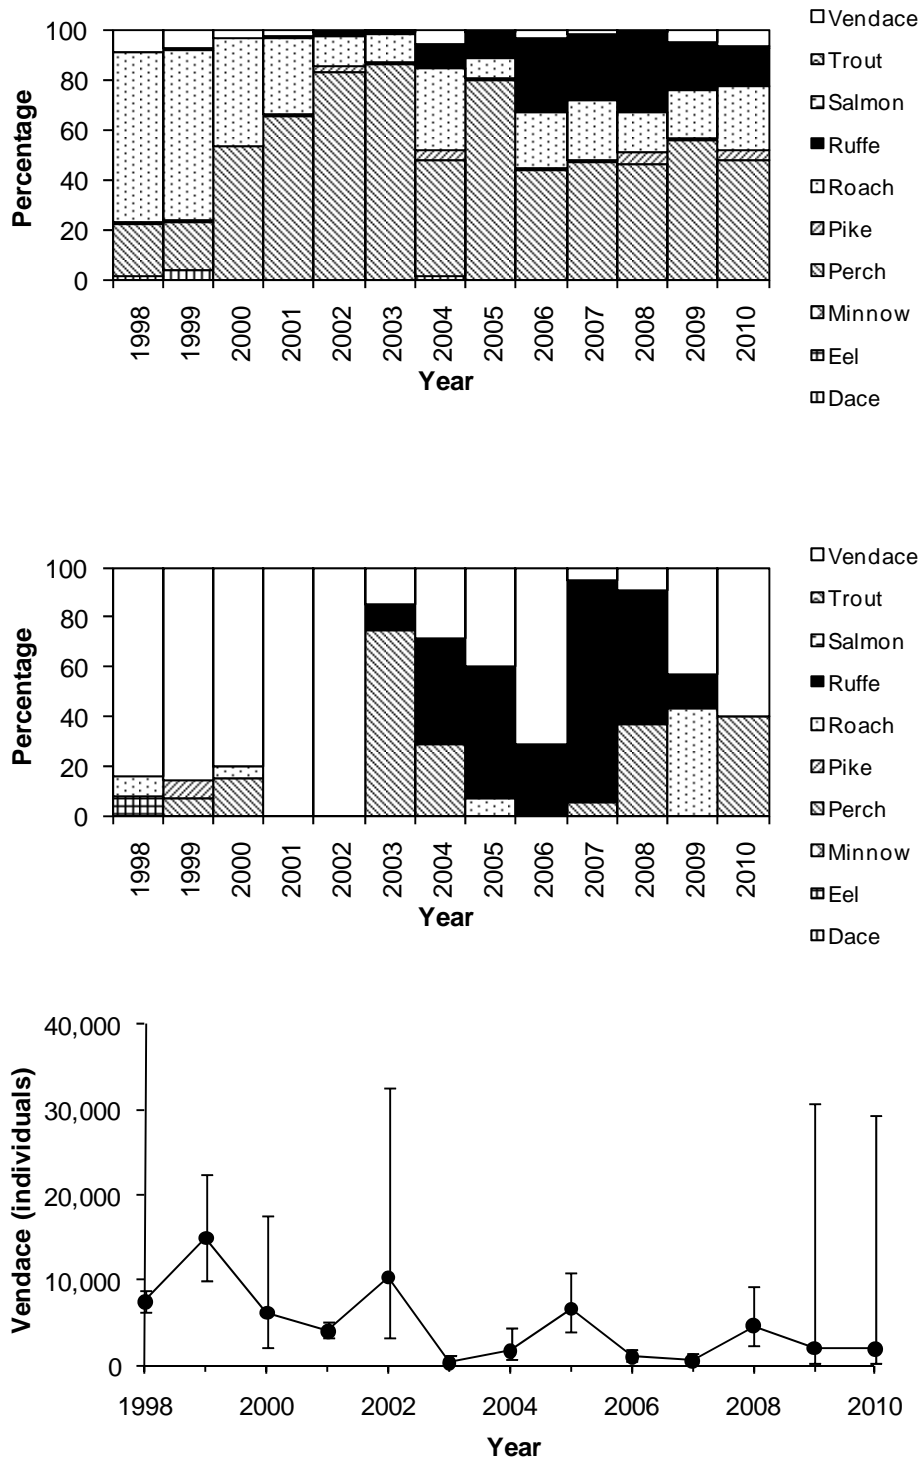 Percentage
100
80
60
40
20
0
1998
1999
2000
2001
2002
2003
2004
2005
2006
2007
2008
2009
2010
Year
Vendace
Trout
Salmon
Ruffe
Roach
Pike
Perch
Minnow
Eel
Dace
Percentage
100
80
60
40
20
0
1998
1999
2000
2001
2002
2003
2004
2005
2006
2007
2008
2009
2010
Year
Vendace
Trout
Salmon
Ruffe
Roach
Pike
Perch
Minnow
Eel
Dace
Vendace (individuals)
40,000
30,000
20,000
10,000
0
1998 2000 2002 2004 2006 2008 2010
Year